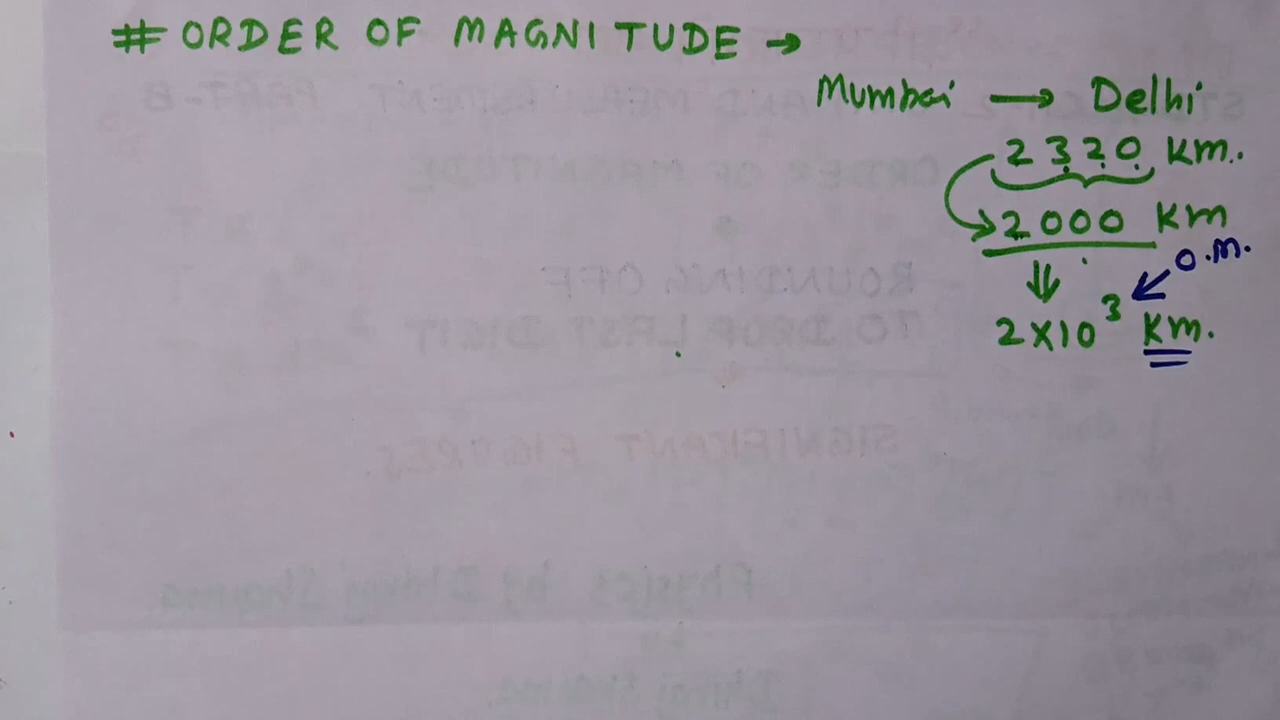 # ORDER OF MAGNITUDE →
Mumbai → Delhi
2320 Km.
2000 Km
O.M.
2×10³ Km.